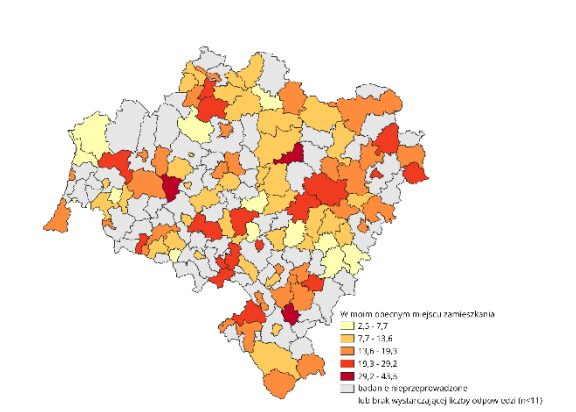 W moim obecnym miejscu zamieszkania
2,5 - 7,7
7,7 - 13,6
13,6 - 19,3
19,3 - 29,2
29,2 - 43,5
badanie nieprzeprowadzone
lub brak wystarczającej liczby odpowiedzi (n<11)